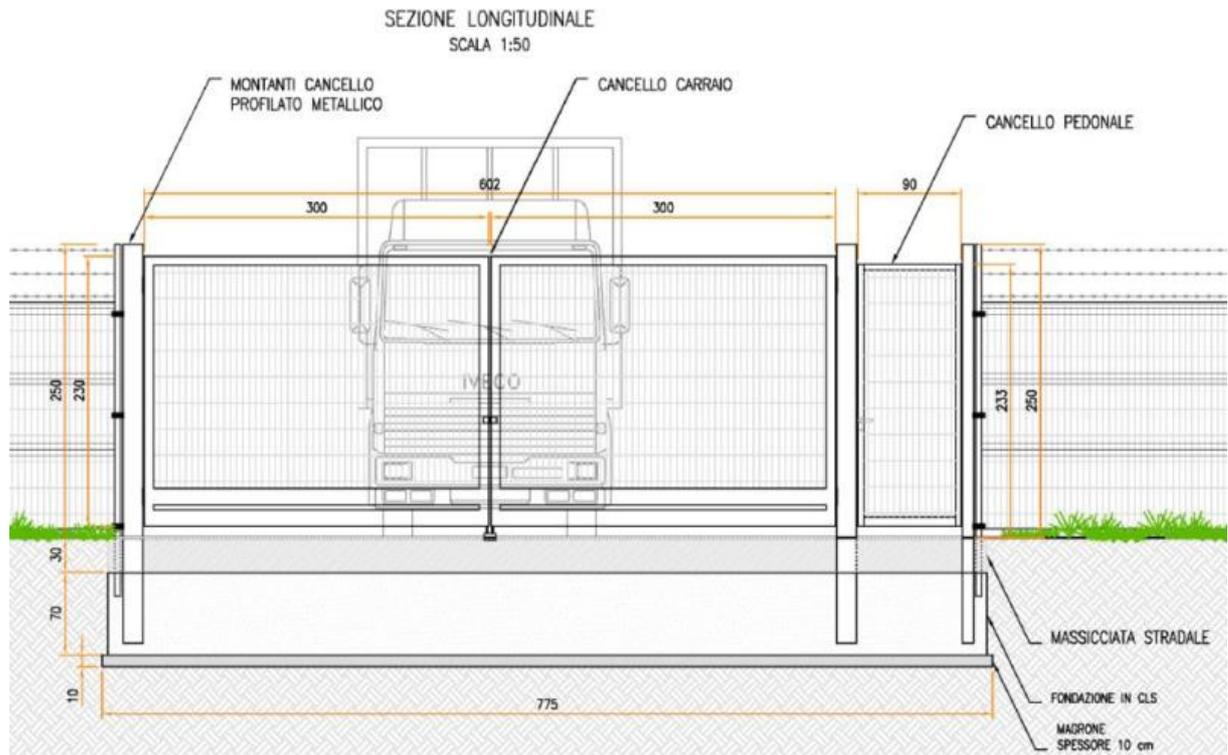 SEZIONE LONGITUDINALE
SCALA 1:50
MONTANTI CANCELLO
PROFILATO METALLICO
CANCELLO CARRAIO
CANCELLO PEDONALE
602
90
300
300
250
230
IVECO
233
250
30
70
10
775
MASSICCIATA STRADALE
FONDAZIONE IN CLS
MAGRONE
SPESSORE 10 cm